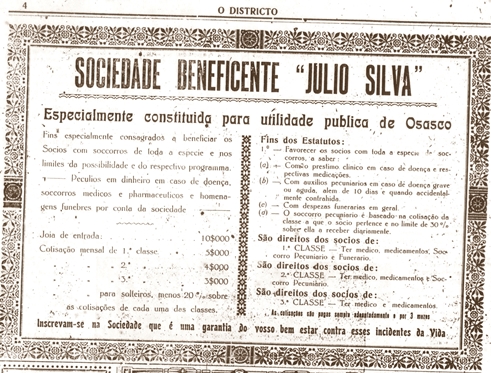 4
O DISTRICTO
SOCIEDADE BENEFICENTE "JULIO SILVA"
Especialmente constituida para utilidade publica de Osasco
Fins especialmente consagrados a beneficiar os
Socios com soccorros de toda a especie e nos
limites da possibilidade e do respectivo programma.
Peculios em dinheiro em caso de doença,
soccorros medicos e pharmaceuticos e homena-
gens funebres por conta da sociedade
Joia de entrada: 10$000
Cotisação mensal de 1.ª classe 5$000
2.ª 4$000
3.ª 3$000
para solteiros, menos 20 % sobre
as cotisações de cada uma das classes.
Fins dos Estatutos:
1.º — Favorecer os socios com toda a especie de soc-
corros, a saber:
(a) — Como prestimo clinico em caso de doença e
respectivas medicações.
(b) — Com auxilios pecuniarios em caso de doença grave
ou aguda, alem de 10 dias e quando accidental-
mente contrahida.
(c) — Com despezas funerarias em geral.
(d) — O soccorro pecuniario é baseado na cotisação da
classe a que o socio pertence e no limite de 30 %
sobre ella a receber diariamente.
São direitos dos socios de:
1.ª CLASSE — Ter medico, medicamentos, Soc-
corro Pecuniario e Funerario.
São direitos dos socios de:
2.ª CLASSE — Ter medico, medicamentos e Soc-
corro Pecuniário.
São direitos dos socios de:
3.ª CLASSE — Ter medico e medicamentos.
As cotisações são pagas sempre adeantadamente e por 3 mezes
Inscrevam-se na Sociedade que é uma garantia do vosso bem estar contra esses incidentes da Vida